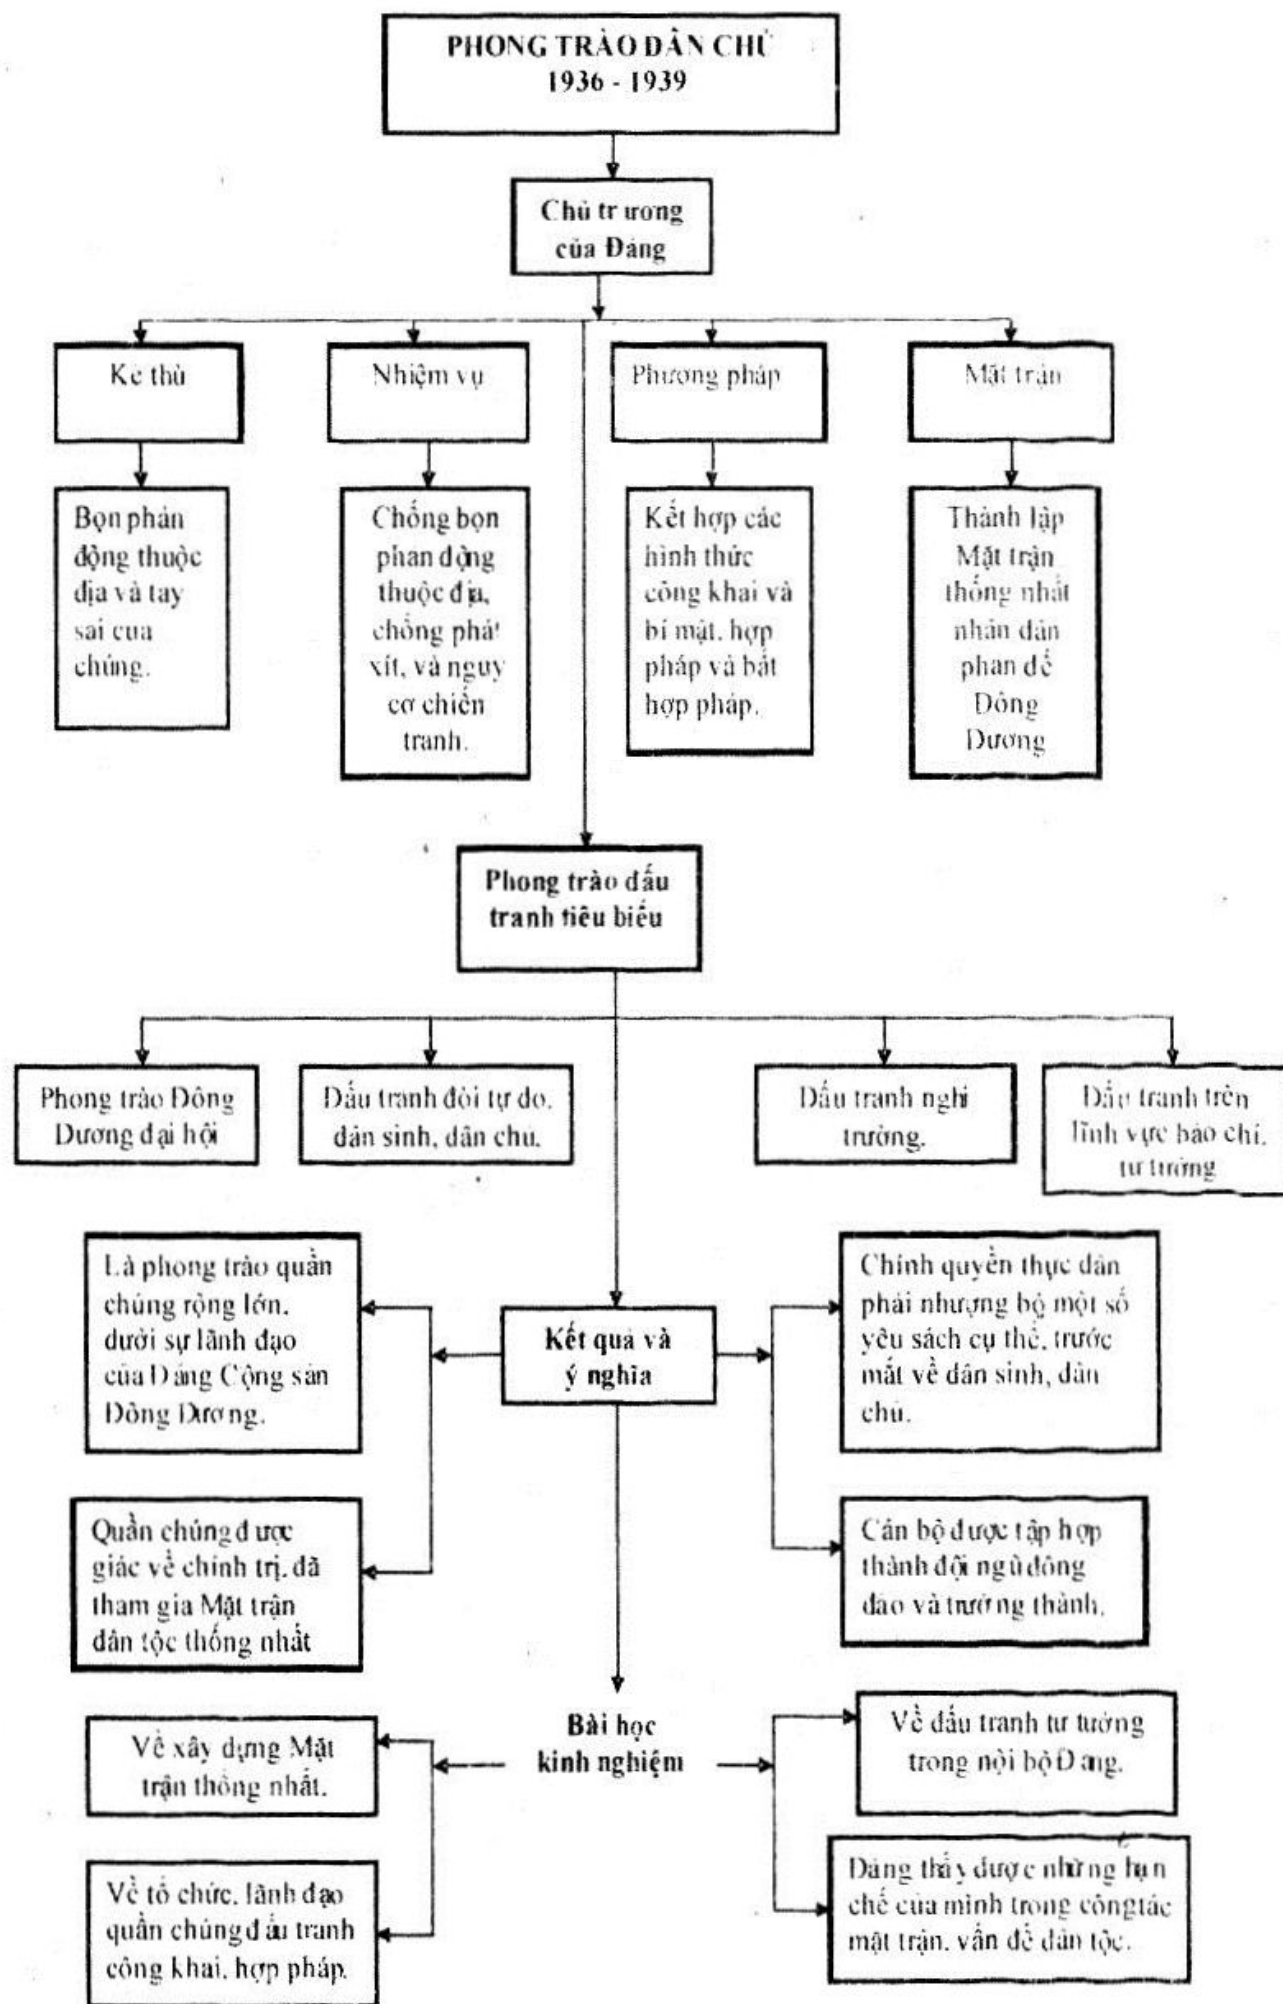 PHONG TRÀO DÂN CHỦ
1936 - 1939
Chủ trương
của Đảng
Kẻ thù
Nhiệm vụ
Phương pháp
Mặt trận
Bọn phản
động thuộc
địa và tay
sai của
chúng.
Chống bọn
phản động
thuộc địa,
chống phát
xít, và nguy
cơ chiến
tranh.
Kết hợp các
hình thức
công khai và
bí mật, hợp
pháp và bất
hợp pháp.
Thành lập
Mặt trận
thống nhất
nhân dân
phản đế
Đông
Dương
Phong trào đấu
tranh tiêu biểu
Phong trào Đông
Dương đại hội
Đấu tranh đòi tự do,
dân sinh, dân chủ.
Đấu tranh nghị
trường.
Đấu tranh trên
lĩnh vực báo chí,
tư tưởng
Là phong trào quần
chúng rộng lớn,
dưới sự lãnh đạo
của Đảng Cộng sản
Đông Dương.
Kết quả và
ý nghĩa
Chính quyền thực dân
phải nhượng bộ một số
yêu sách cụ thể, trước
mắt về dân sinh, dân
chủ.
Quần chúng được
giác về chính trị, đã
tham gia Mặt trận
dân tộc thống nhất
Cán bộ được tập hợp
thành đội ngũ đông
đảo và trưởng thành.
Bài học
kinh nghiệm
Về xây dựng Mặt
trận thống nhất.
Về đấu tranh tư tưởng
trong nội bộ Đảng.
Về tổ chức, lãnh đạo
quần chúng đấu tranh
công khai, hợp pháp.
Đảng thấy được những hạn
chế của mình trong công tác
mặt trận, vấn đề dân tộc.